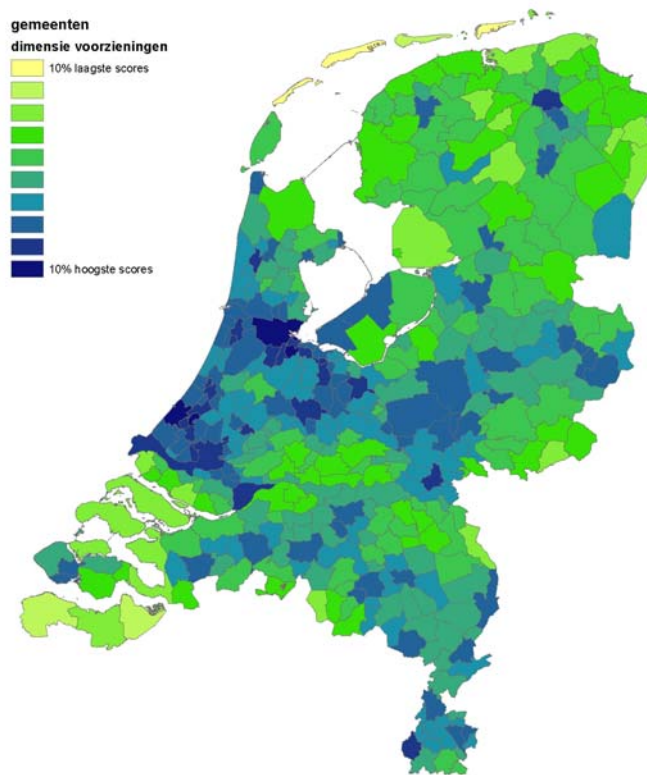 gemeenten
dimensie voorzieningen
10% laagste scores
10% hoogste scores